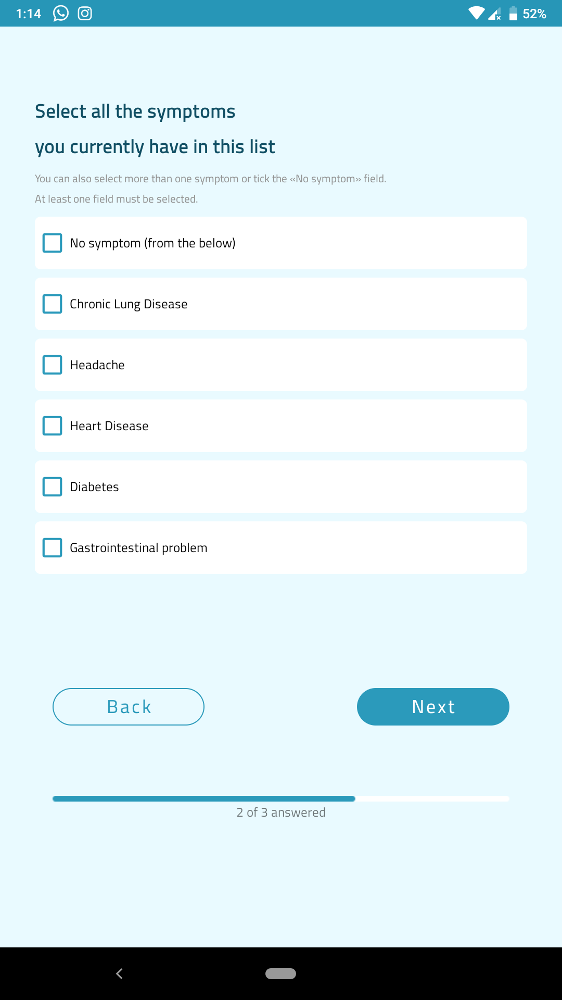 1:14
52%
Select all the symptoms
you currently have in this list
You can also select more than one symptom or tick the «No symptom» field.
At least one field must be selected.
No symptom (from the below)
Chronic Lung Disease
Headache
Heart Disease
Diabetes
Gastrointestinal problem
Back
Next
2 of 3 answered